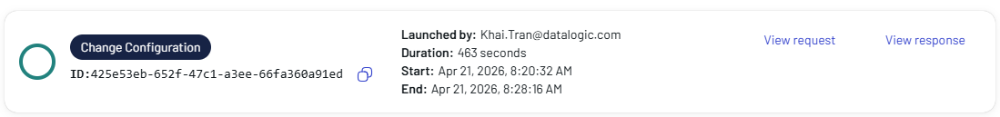 Change Configuration
ID:425e53eb-652f-47c1-a3ee-66fa360a91ed
Launched by: Khai.Tran@datalogic.com
Duration: 463 seconds
Start: Apr 21, 2026, 8:20:32 AM
End: Apr 21, 2026, 8:28:16 AM
View request
View response